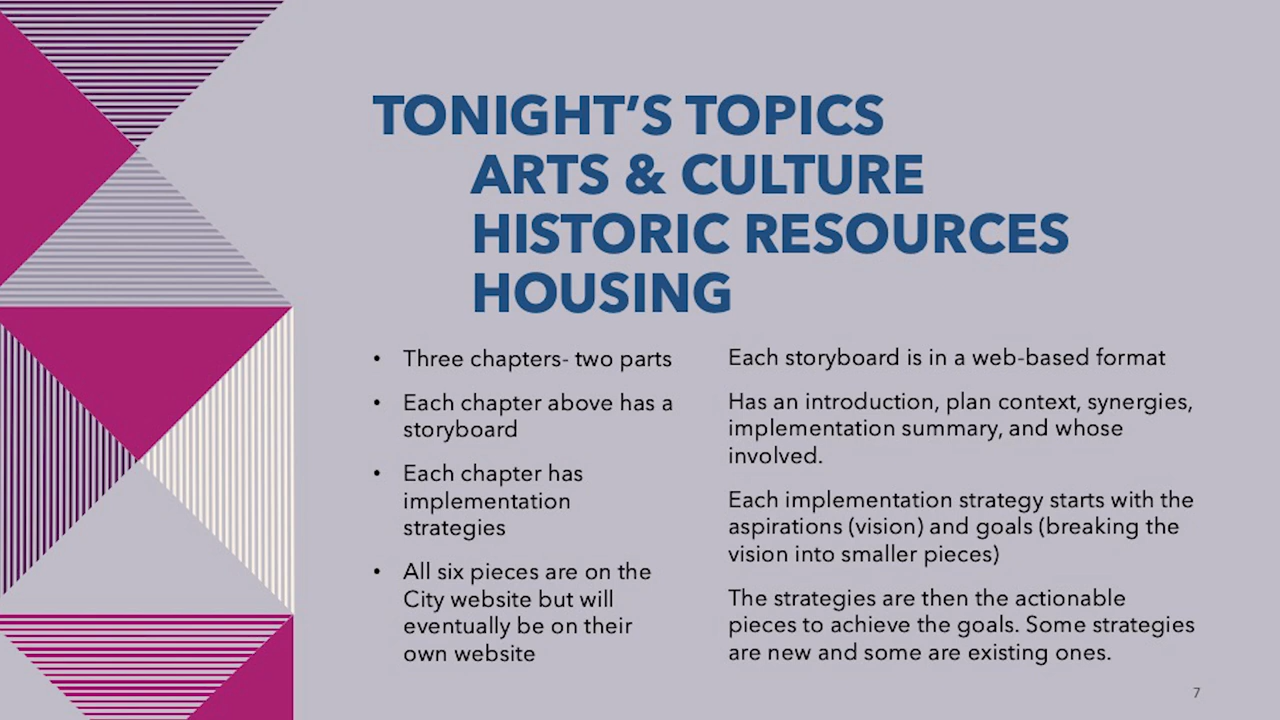 TONIGHT'S TOPICS
ARTS & CULTURE
HISTORIC RESOURCES
HOUSING
• Three chapters- two parts
• Each chapter above has a
storyboard
• Each chapter has
implementation
strategies
• All six pieces are on the
City website but will
eventually be on their
own website
Each storyboard is in a web-based format
Has an introduction, plan context, synergies,
implementation summary, and whose
involved.
Each implementation strategy starts with the
aspirations (vision) and goals (breaking the
vision into smaller pieces)
The strategies are then the actionable
pieces to achieve the goals. Some strategies
are new and some are existing ones.
7